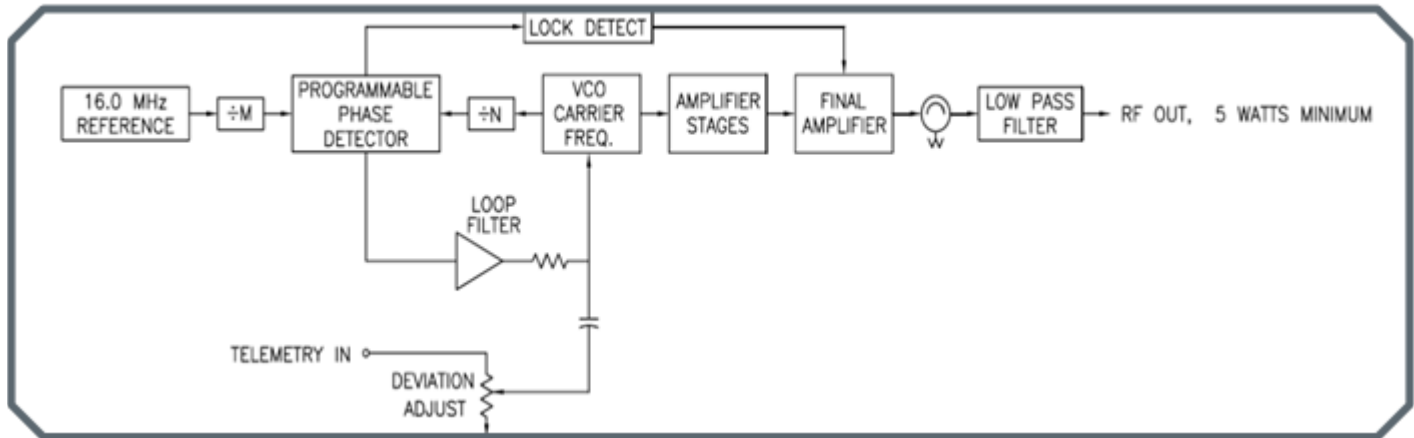 LOCK DETECT
16.0 MHz
REFERENCE
÷M
PROGRAMMABLE
PHASE
DETECTOR
÷N
VCO
CARRIER
FREQ.
AMPLIFIER
STAGES
FINAL
AMPLIFIER
LOW PASS
FILTER
RF OUT, 5 WATTS MINIMUM
LOOP
FILTER
TELEMETRY IN
DEVIATION
ADJUST